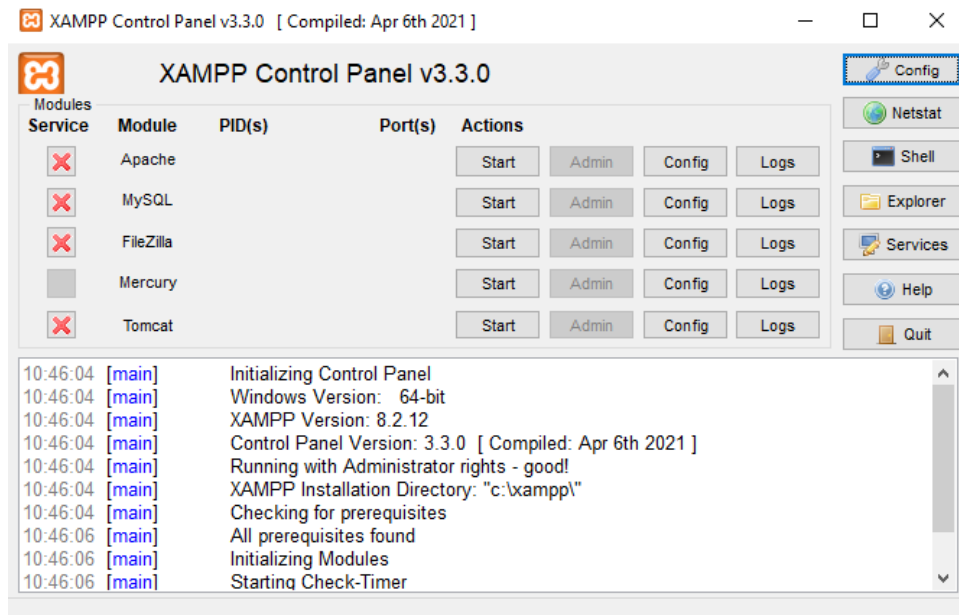 XAMPP Control Panel v3.3.0 [ Compiled: Apr 6th 2021 ]
XAMPP Control Panel v3.3.0
Config
Modules
Service Module PID(s) Port(s) Actions
Netstat
Apache Start Admin Config Logs
Shell
MySQL Start Admin Config Logs
Explorer
FileZilla Start Admin Config Logs
Services
Mercury Start Admin Config Logs
Help
Tomcat Start Admin Config Logs
Quit
10:46:04 [main] Initializing Control Panel
10:46:04 [main] Windows Version: 64-bit
10:46:04 [main] XAMPP Version: 8.2.12
10:46:04 [main] Control Panel Version: 3.3.0 [ Compiled: Apr 6th 2021 ]
10:46:04 [main] Running with Administrator rights - good!
10:46:04 [main] XAMPP Installation Directory: "c:\xampp\"
10:46:04 [main] Checking for prerequisites
10:46:06 [main] All prerequisites found
10:46:06 [main] Initializing Modules
10:46:06 [main] Starting Check-Timer